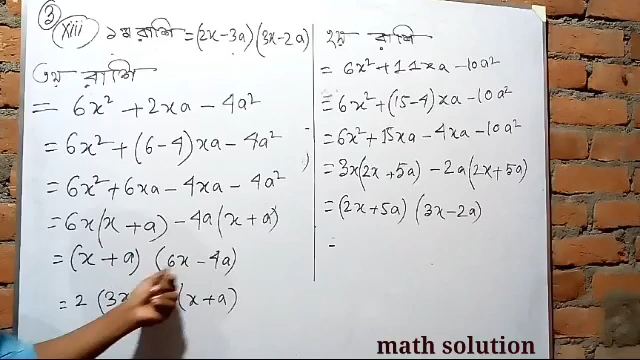 ③
(xiii) ১ম রাশি = (2x-3a)(3x-2a)
৩য় রাশি
= 6x² + 2xa - 4a²
= 6x² + (6-4)xa - 4a²
= 6x² + 6xa - 4xa - 4a²
= 6x(x+a) - 4a(x+a)
= (x+a) (6x-4a)
= 2 (3x (x+a)
২য় রাশি
= 6x² + 11xa - 10a²
= 6x² + (15-4)xa - 10a²
= 6x² + 15xa - 4xa - 10a²
= 3x(2x+5a) - 2a(2x+5a)
= (2x+5a) (3x-2a)
=
math solution